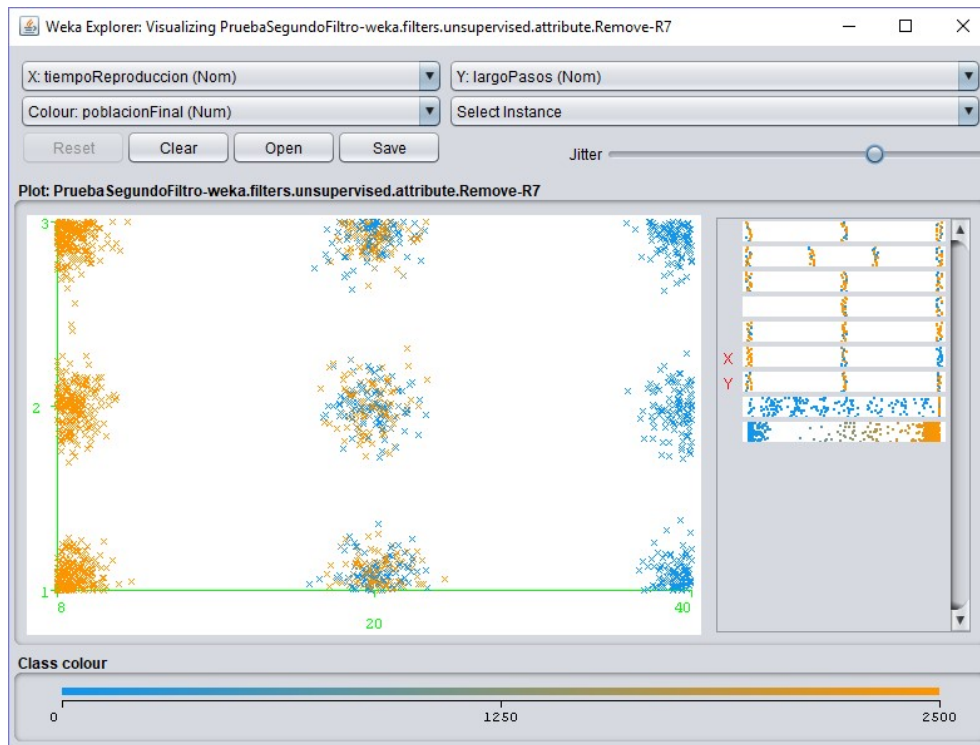 Weka Explorer: Visualizing PruebaSegundoFiltro-weka.filters.unsupervised.attribute.Remove-R7
X: tiempoReproduccion (Nom) Y: largoPasos (Nom)
Colour: poblacionFinal (Num) Select Instance
Reset Clear Open Save Jitter
Plot: PruebaSegundoFiltro-weka.filters.unsupervised.attribute.Remove-R7
3
2
1
8 20 40
X
Y
Class colour
0 1250 2500